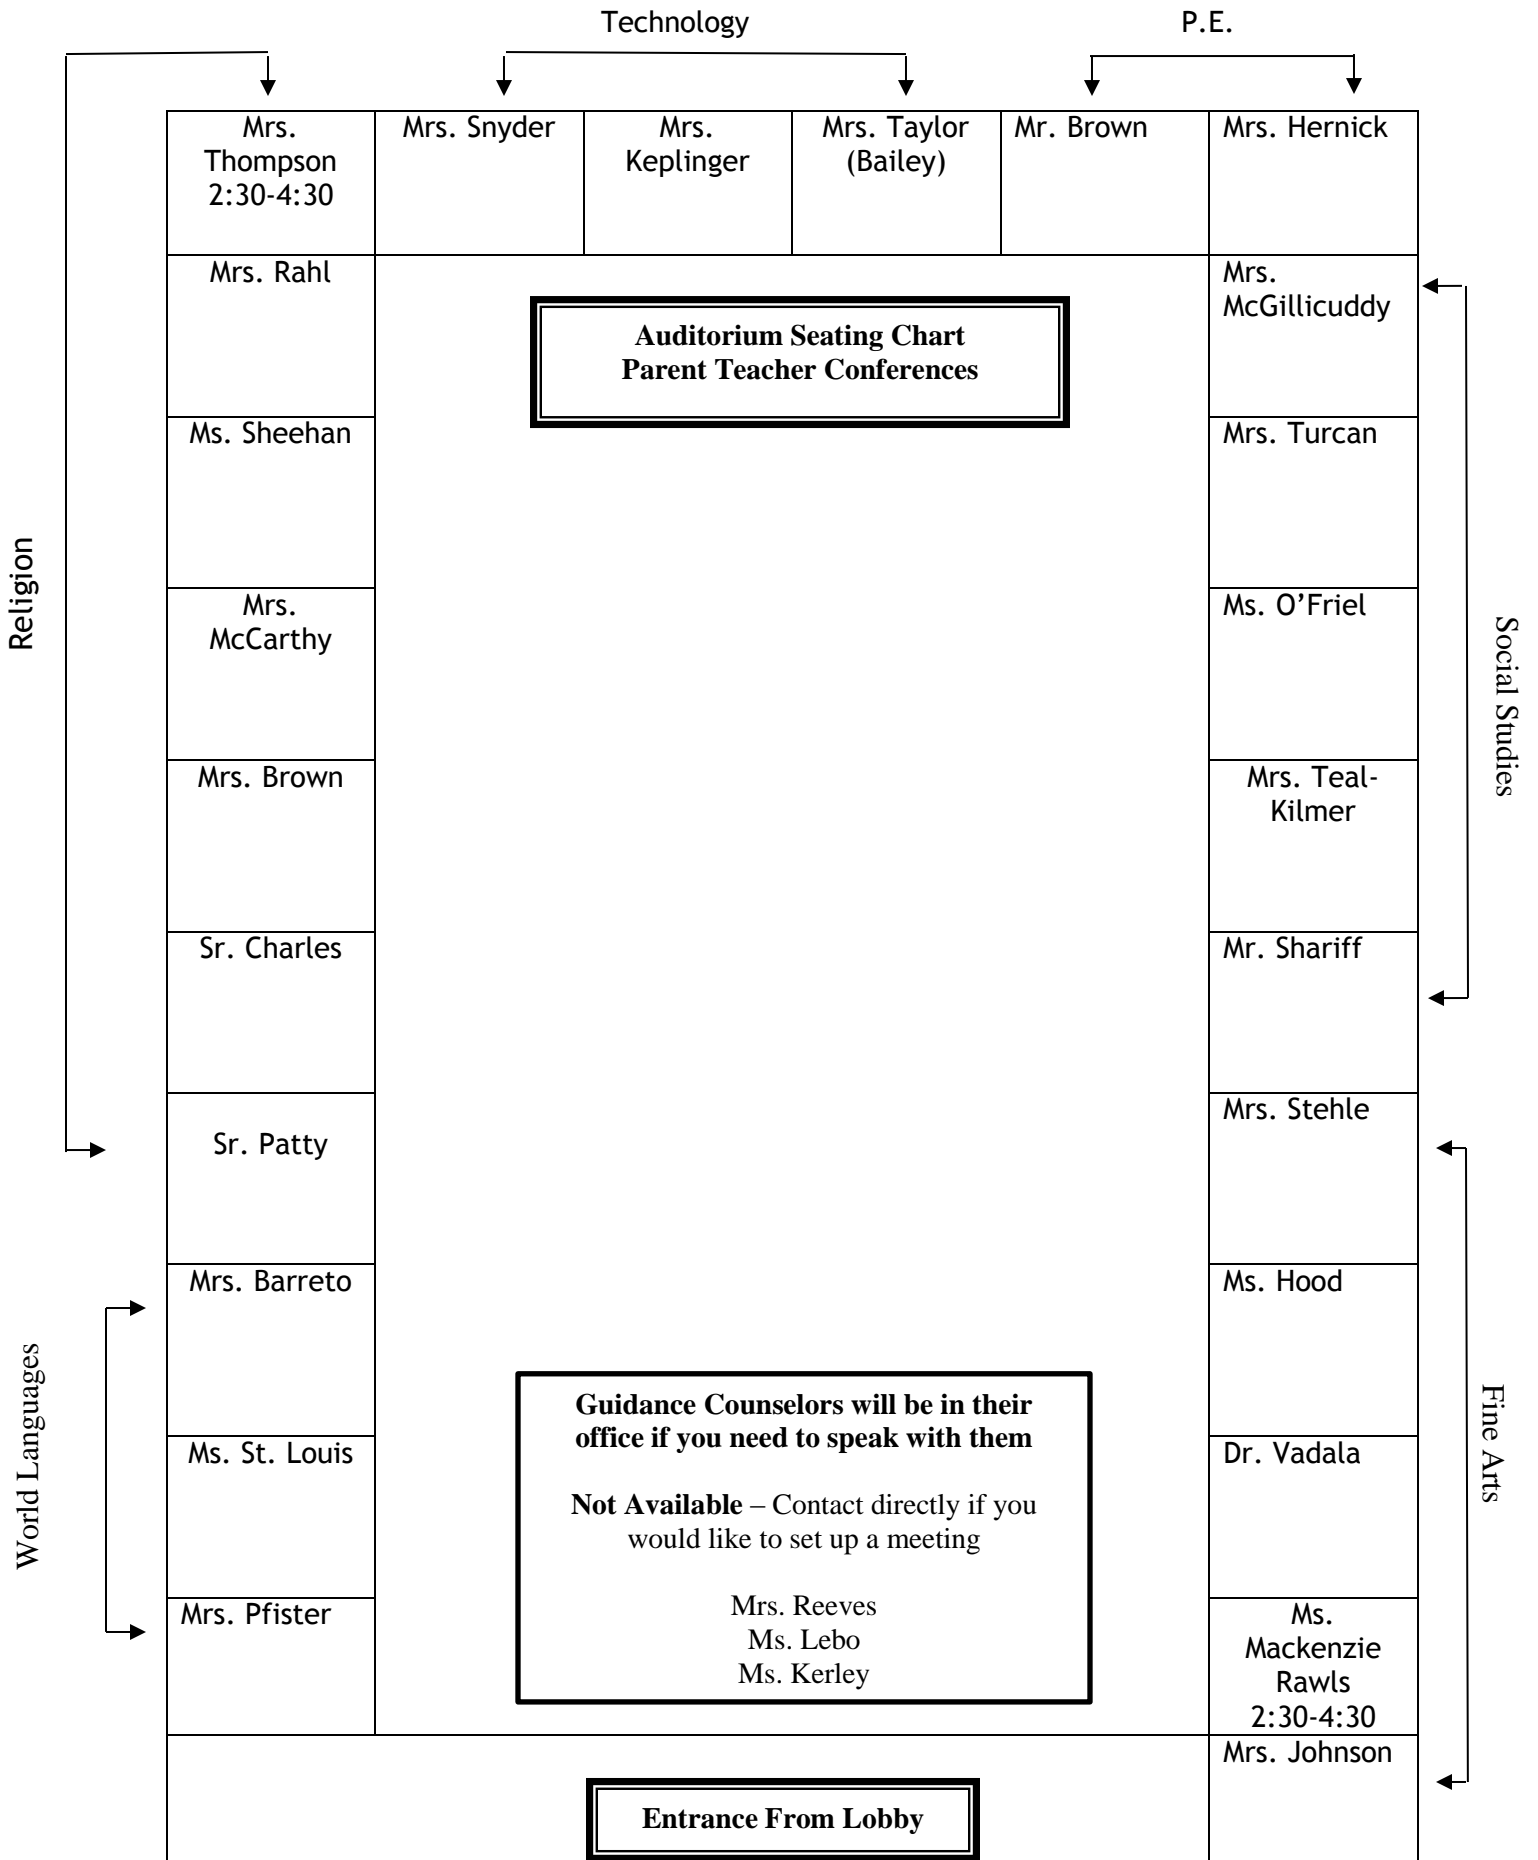 Technology
P.E.
Mrs.
Thompson
2:30-4:30
Mrs. Snyder
Mrs.
Keplinger
Mrs. Taylor
(Bailey)
Mr. Brown
Mrs. Hernick
Mrs. Rahl
Auditorium Seating Chart
Parent Teacher Conferences
Mrs.
McGillicuddy
Ms. Sheehan
Mrs. Turcan
Religion
Mrs.
McCarthy
Ms. O’Friel
Social Studies
Mrs. Brown
Mrs. Teal-
Kilmer
Sr. Charles
Mr. Shariff
Sr. Patty
Mrs. Stehle
Mrs. Barreto
Ms. Hood
World Languages
Ms. St. Louis
Guidance Counselors will be in their
office if you need to speak with them
Not Available – Contact directly if you
would like to set up a meeting
Mrs. Reeves
Ms. Lebo
Ms. Kerley
Dr. Vadala
Fine Arts
Mrs. Pfister
Ms.
Mackenzie
Rawls
2:30-4:30
Mrs. Johnson
Entrance From Lobby